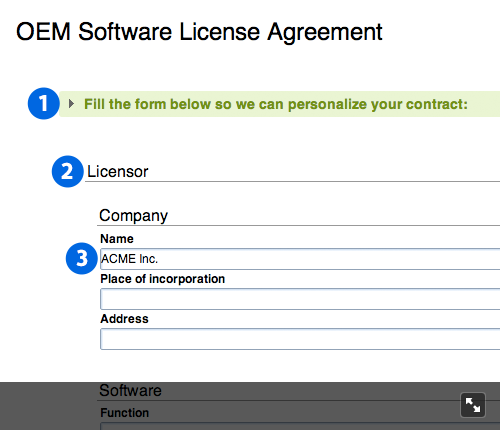 OEM Software License Agreement
1 Fill the form below so we can personalize your contract:
2 Licensor
Company
Name
3 ACME Inc.
Place of incorporation
Address
Software
Function